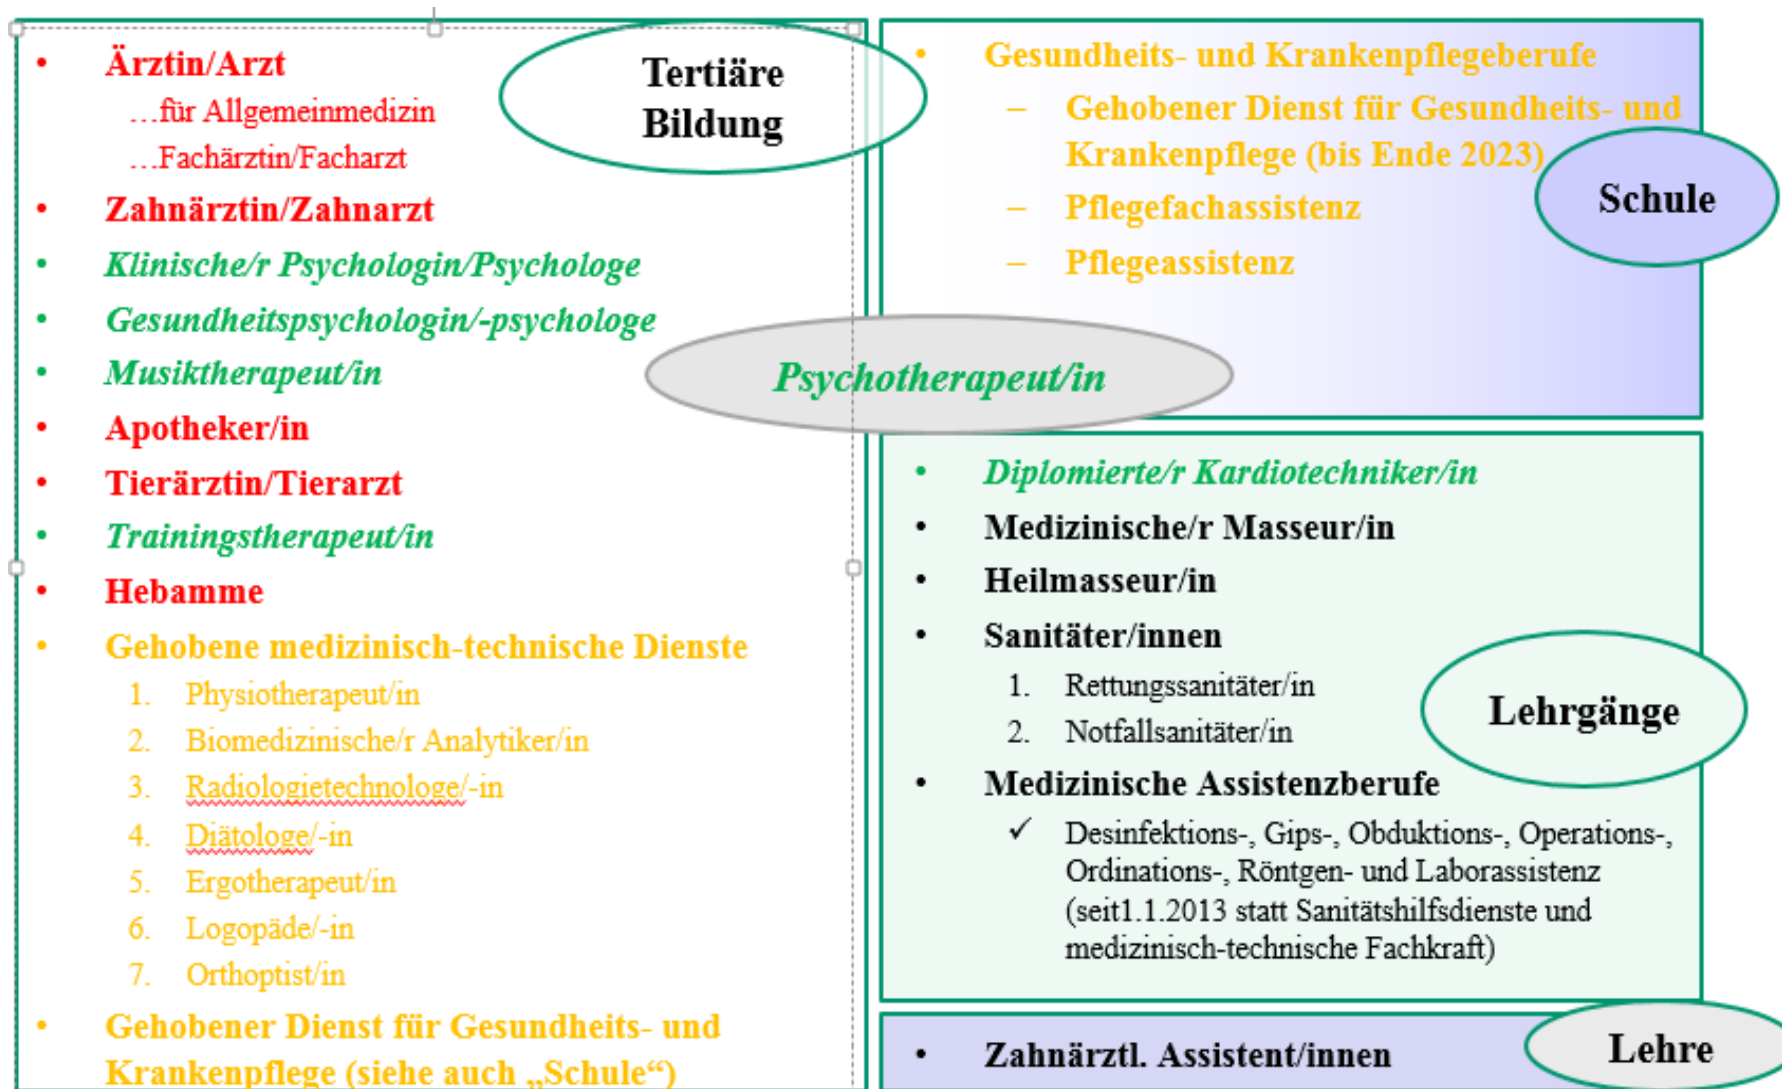 Tertiäre
Bildung
Ärztin/Arzt
…für Allgemeinmedizin
…Fachärztin/Facharzt
Zahnärztin/Zahnarzt
Klinische/r Psychologin/Psychologe
Gesundheitspsychologin/-psychologe
Musiktherapeut/in
Apotheker/in
Tierärztin/Tierarzt
Trainingstherapeut/in
Hebamme
Gehobene medizinisch-technische Dienste
1. Physiotherapeut/in
2. Biomedizinische/r Analytiker/in
3. Radiologietechnologe/-in
4. Diätologe/-in
5. Ergotherapeut/in
6. Logopäde/-in
7. Orthoptist/in
Gehobener Dienst für Gesundheits- und
Krankenpflege (siehe auch „Schule“)
Psychotherapeut/in
Gesundheits- und Krankenpflegeberufe
– Gehobener Dienst für Gesundheits- und
Krankenpflege (bis Ende 2023)
– Pflegefachassistenz
– Pflegeassistenz
Schule
Diplomierte/r Kardiotechniker/in
Medizinische/r Masseur/in
Heilmasseur/in
Sanitäter/innen
1. Rettungssanitäter/in
2. Notfallsanitäter/in
Medizinische Assistenzberufe
✓ Desinfektions-, Gips-, Obduktions-, Operations-,
Ordinations-, Röntgen- und Laborassistenz
(seit1.1.2013 statt Sanitätshilfsdienste und
medizinisch-technische Fachkraft)
Lehrgänge
Zahnärztl. Assistent/innen
Lehre